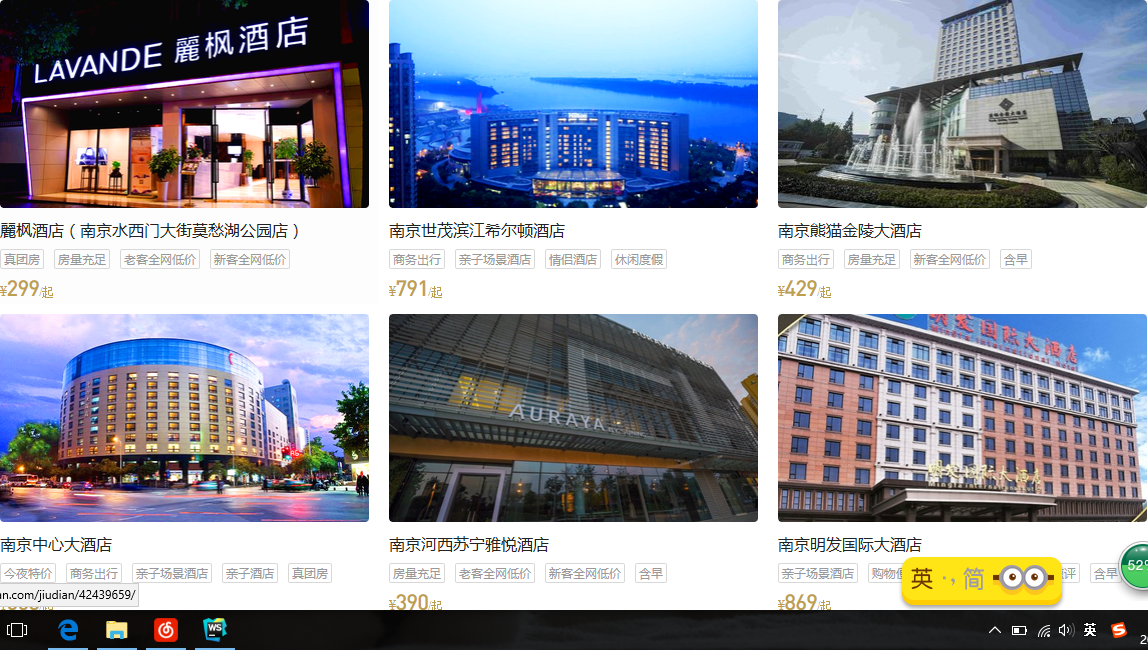 LAVANDE 麗枫酒店
麗枫酒店（南京水西门大街莫愁湖公园店）
真团房 房量充足 老客全网低价 新客全网低价
¥299起
南京世茂滨江希尔顿酒店
商务出行 亲子场景酒店 情侣酒店 休闲度假
¥791起
南京熊猫金陵大酒店
商务出行 房量充足 新客全网低价 含早
¥429起
AURAYA
明发国际大酒店
明发国际大酒店
南京中心大酒店
今夜特价 商务出行 亲子场景酒店 亲子酒店 真团房
南京河西苏宁雅悦酒店
房量充足 老客全网低价 新客全网低价 含早
¥390起
南京明发国际大酒店
亲子场景酒店 购物 评 含早
¥869起
an.com/jiudian/42439659/
英 ·, 简
52
WS
英
S
2